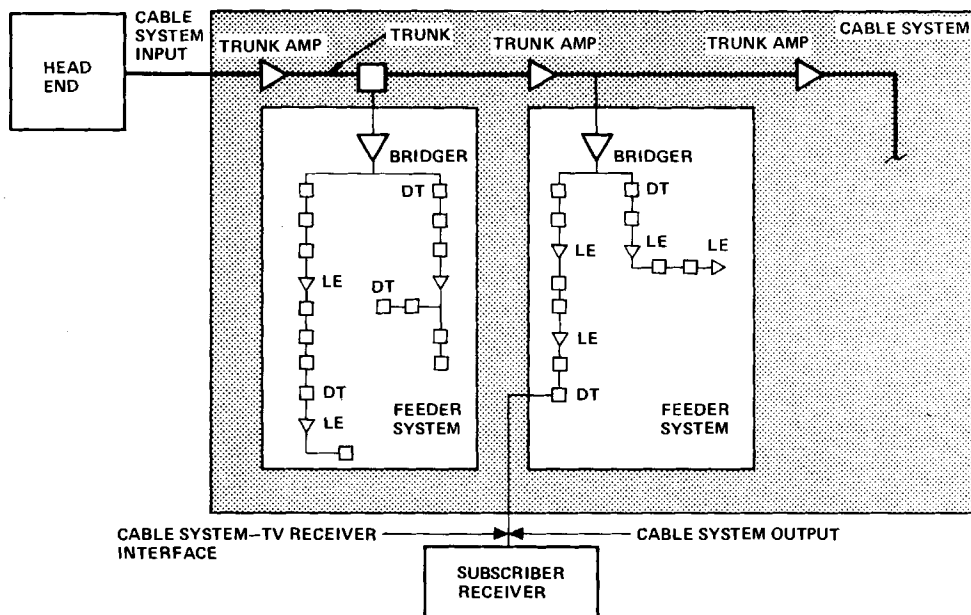 CABLE
SYSTEM
INPUT
HEAD
END
TRUNK AMP
TRUNK
TRUNK AMP
TRUNK AMP
CABLE SYSTEM
BRIDGER
BRIDGER
DT
DT
LE
LE
LE
LE
DT
LE
DT
LE
DT
FEEDER
SYSTEM
FEEDER
SYSTEM
CABLE SYSTEM–TV RECEIVER
INTERFACE
CABLE SYSTEM OUTPUT
SUBSCRIBER
RECEIVER